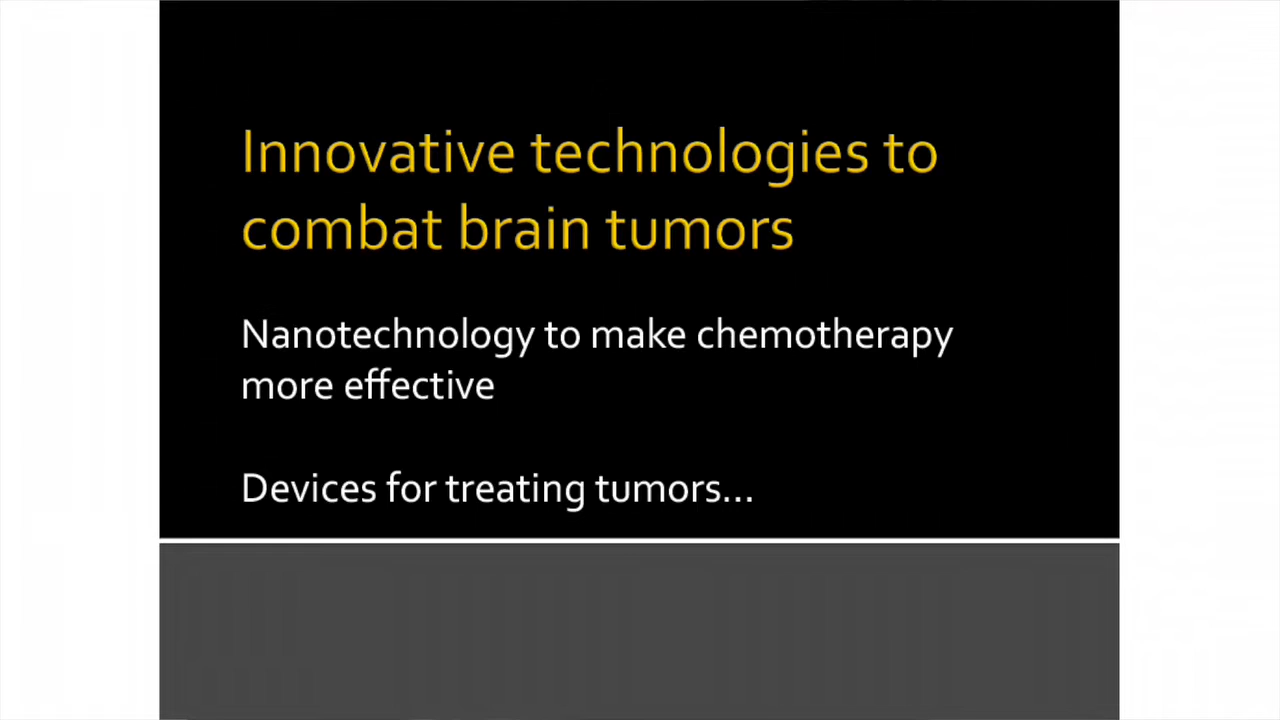 Innovative technologies to
combat brain tumors
Nanotechnology to make chemotherapy
more effective
Devices for treating tumors...